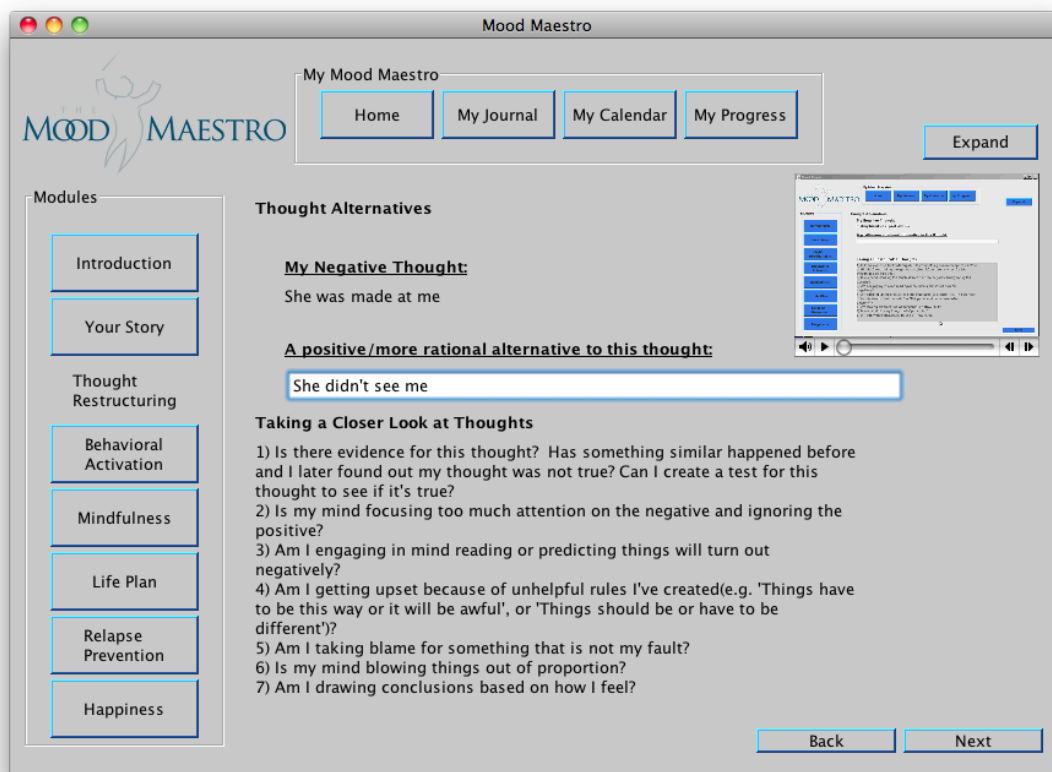 Mood Maestro
THE
MOOD MAESTRO
My Mood Maestro
Home
My Journal
My Calendar
My Progress
Expand
Modules
Introduction
Your Story
Thought
Restructuring
Behavioral
Activation
Mindfulness
Life Plan
Relapse
Prevention
Happiness
Thought Alternatives
My Negative Thought:
She was made at me
A positive/more rational alternative to this thought:
She didn't see me
Taking a Closer Look at Thoughts
1) Is there evidence for this thought?  Has something similar happened before
and I later found out my thought was not true? Can I create a test for this
thought to see if it's true?
2) Is my mind focusing too much attention on the negative and ignoring the
positive?
3) Am I engaging in mind reading or predicting things will turn out
negatively?
4) Am I getting upset because of unhelpful rules I've created(e.g. 'Things have
to be this way or it will be awful', or 'Things should be or have to be
different')?
5) Am I taking blame for something that is not my fault?
6) Is my mind blowing things out of proportion?
7) Am I drawing conclusions based on how I feel?
Back
Next